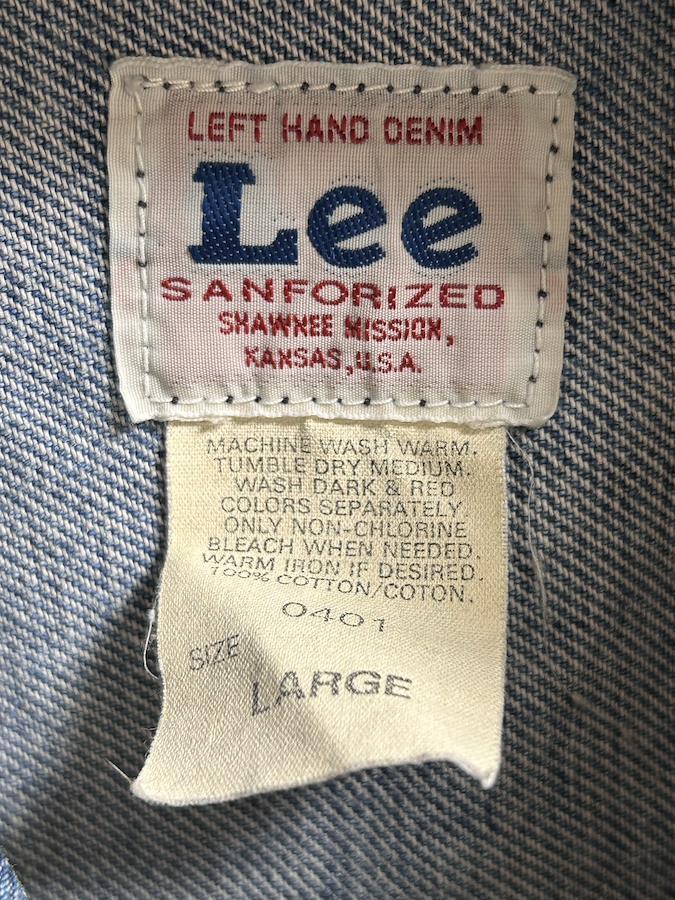 LEFT HAND DENIM
Lee
SANFORIZED
SHAWNEE MISSION,
KANSAS, U.S.A.
MACHINE WASH WARM.
TUMBLE DRY MEDIUM.
WASH DARK & RED
COLORS SEPARATELY.
ONLY NON-CHLORINE
BLEACH WHEN NEEDED.
WARM IRON IF DESIRED.
100% COTTON/COTON.
0401
SIZE
LARGE